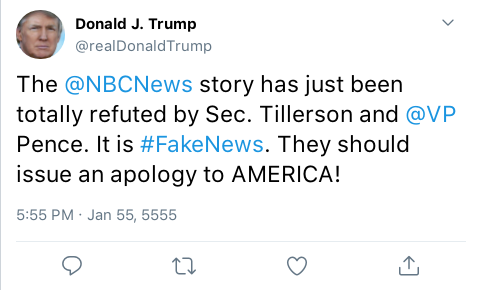 Donald J. Trump
@realDonaldTrump
The @NBCNews story has just been
totally refuted by Sec. Tillerson and @VP
Pence. It is #FakeNews. They should
issue an apology to AMERICA!
5:55 PM · Jan 55, 5555